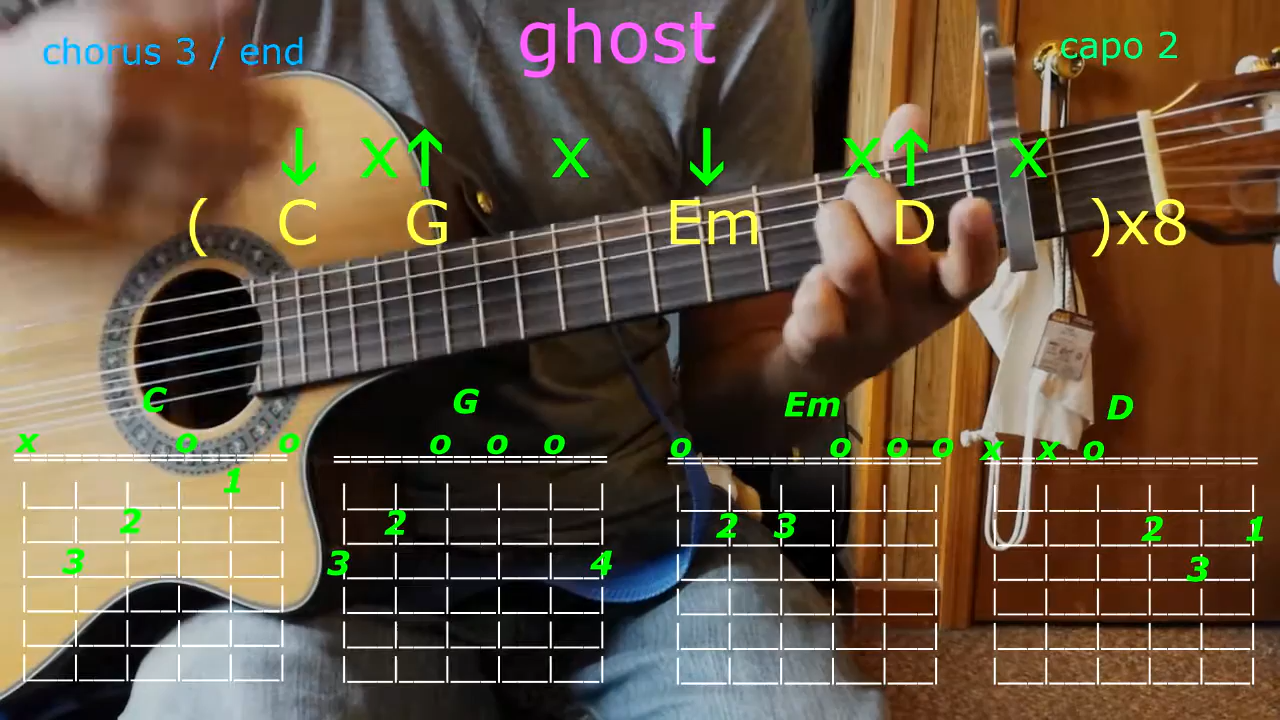 chorus 3 / end
ghost
capo 2
↓ x↑ x ↓ x↑ x
( C G Em D )x8
C G Em D
x o o o o o o o o o x x o
1
2 2 2 3 2 1
3 3 4 3